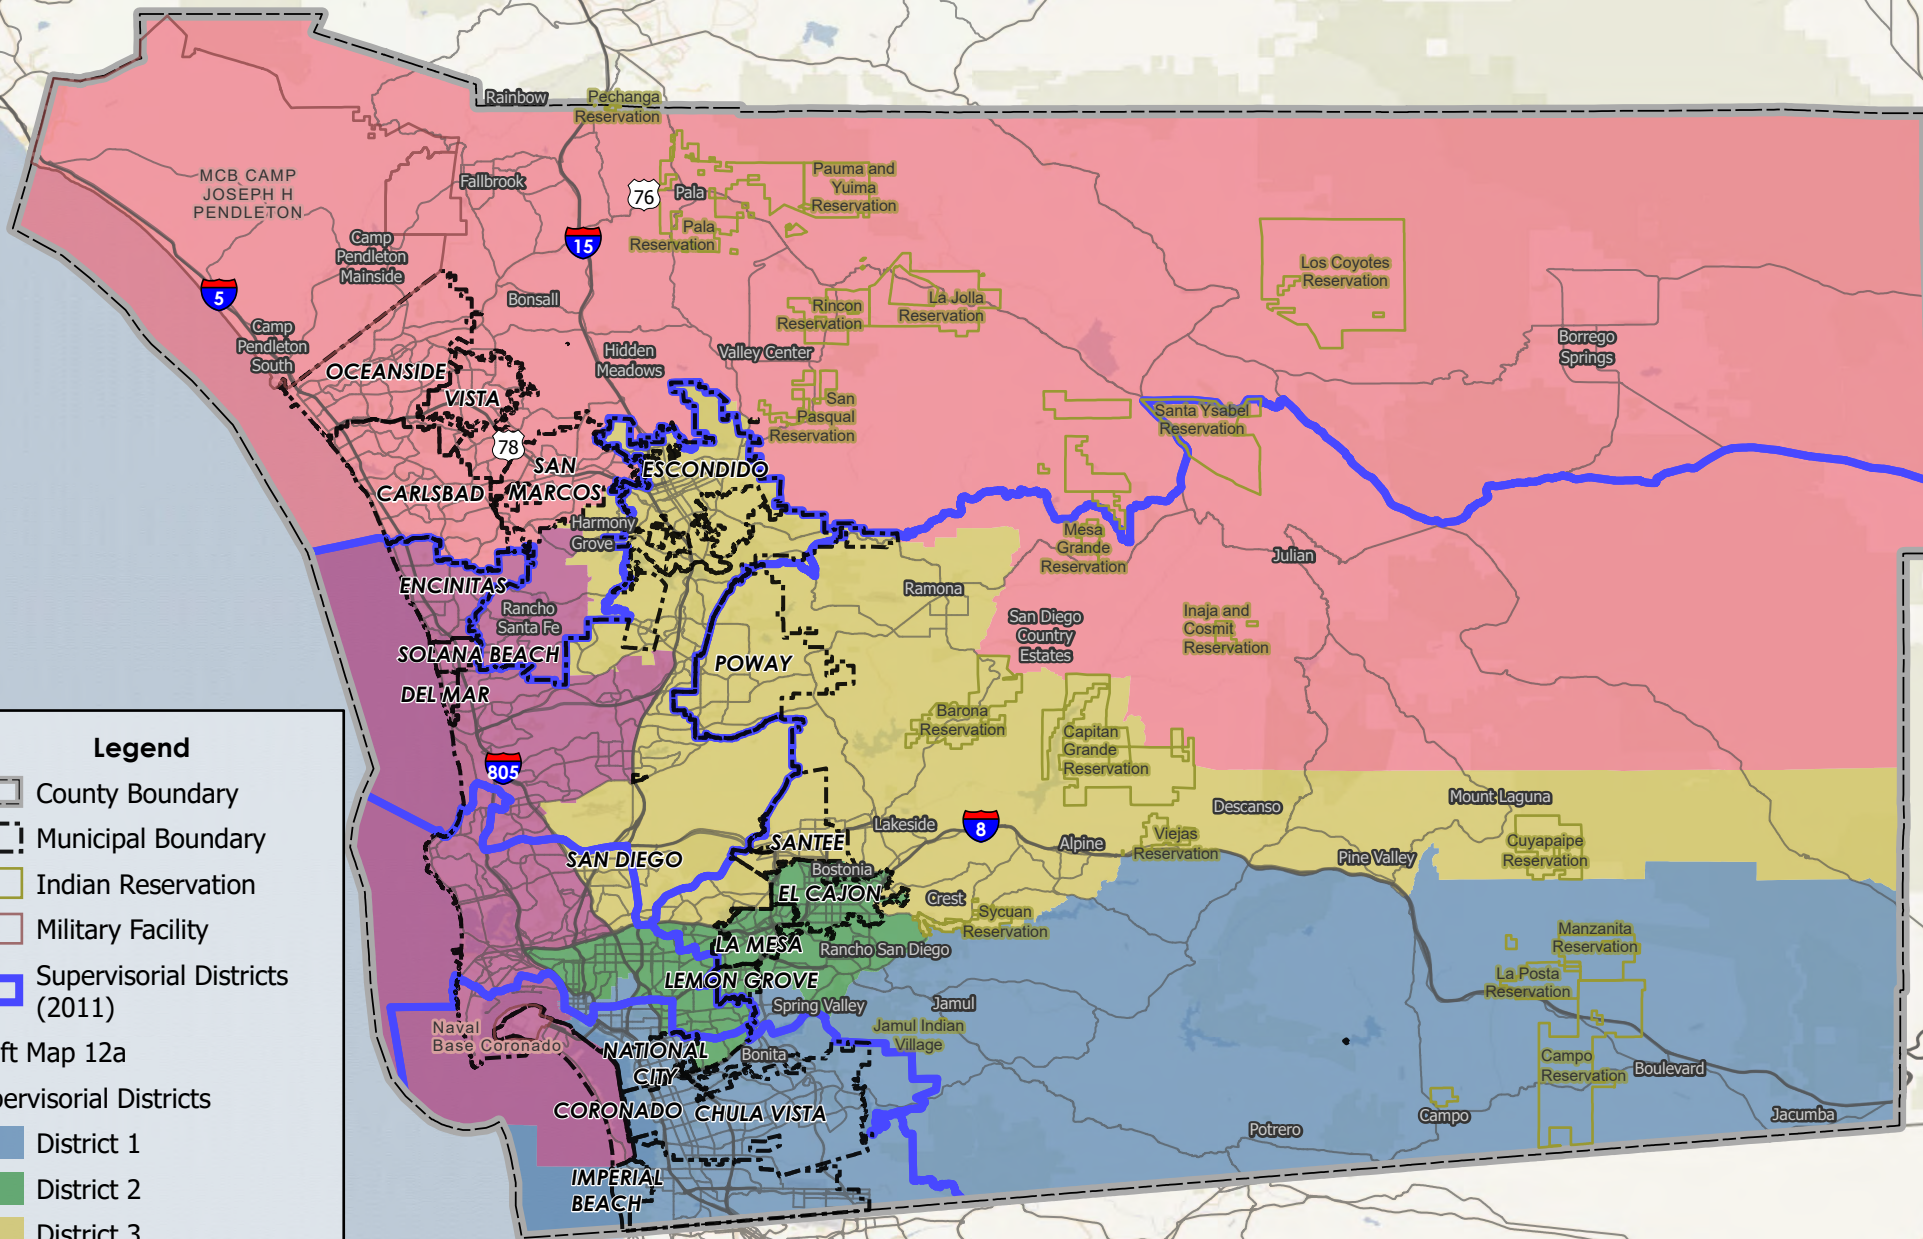 Rainbow
Pechanga
Reservation
MCB CAMP
JOSEPH H
PENDLETON
Fallbrook
76
Pala
Pauma and
Yuima
Reservation
Pala
Reservation
15
Camp
Pendleton
Mainside
5
Bonsall
Los Coyotes
Reservation
La Jolla
Reservation
Rincon
Reservation
Camp
Pendleton
South
Hidden
Meadows
Valley Center
Borrego
Springs
OCEANSIDE
VISTA
San
Pasqual
Reservation
Santa Ysabel
Reservation
78
SAN
MARCOS
ESCONDIDO
CARLSBAD
Harmony
Grove
Mesa
Grande
Reservation
Julian
ENCINITAS
Ramona
Rancho
Santa Fe
San Diego
Country
Estates
Inaja and
Cosmit
Reservation
SOLANA BEACH
POWAY
DEL MAR
Barona
Reservation
Capitan
Grande
Reservation
805
Descanso
Mount Laguna
Lakeside
8
Alpine
Viejas
Reservation
Cuyapaipe
Reservation
Pine Valley
SANTEE
SAN DIEGO
Bostonia
EL CAJON
Crest
Sycuan
Reservation
LA MESA
Rancho San Diego
Manzanita
Reservation
LEMON GROVE
La Posta
Reservation
Spring Valley
Jamul
Jamul Indian
Village
Naval
Base Coronado
NATIONAL
CITY
Bonita
Campo
Reservation
Boulevard
CORONADO
CHULA VISTA
Campo
Jacumba
Potrero
IMPERIAL
BEACH
Legend
County Boundary
Municipal Boundary
Indian Reservation
Military Facility
Supervisorial Districts
(2011)
ft Map 12a
pervisorial Districts
District 1
District 2
District 3